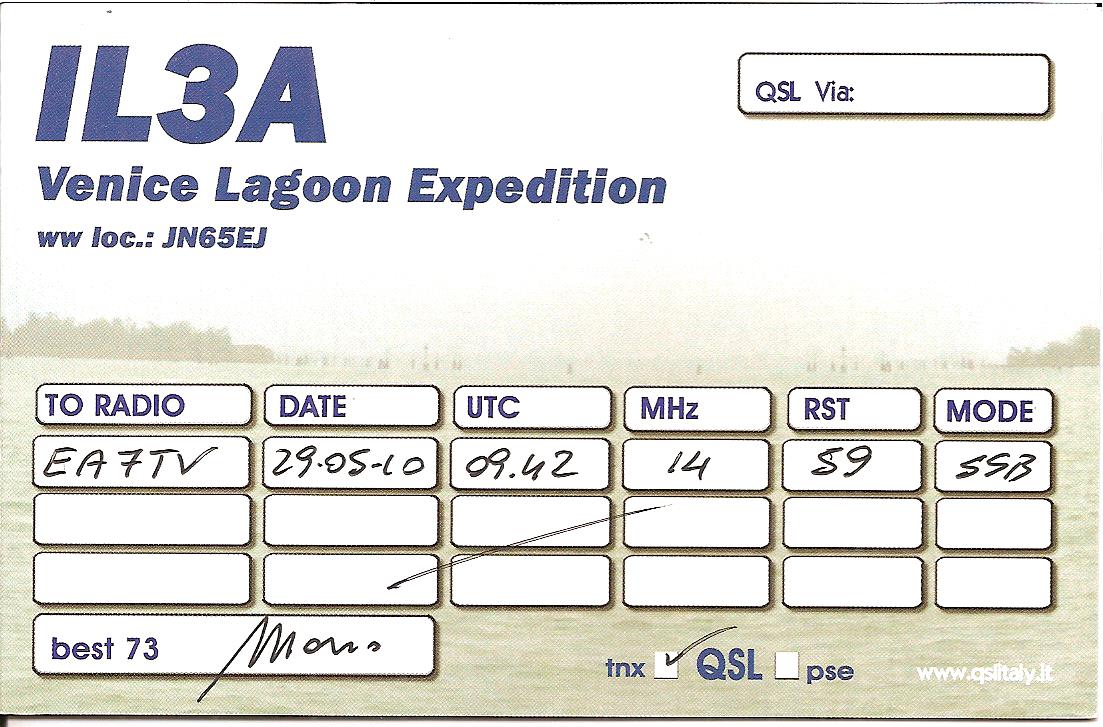 IL3A
QSL Via:
Venice Lagoon Expedition
ww loc.: JN65EJ
TO RADIO DATE UTC MHz RST MODE
EA7TV 29-05-10 09.42 14 59 SSB
best 73
tnx QSL pse
www.qslitaly.it